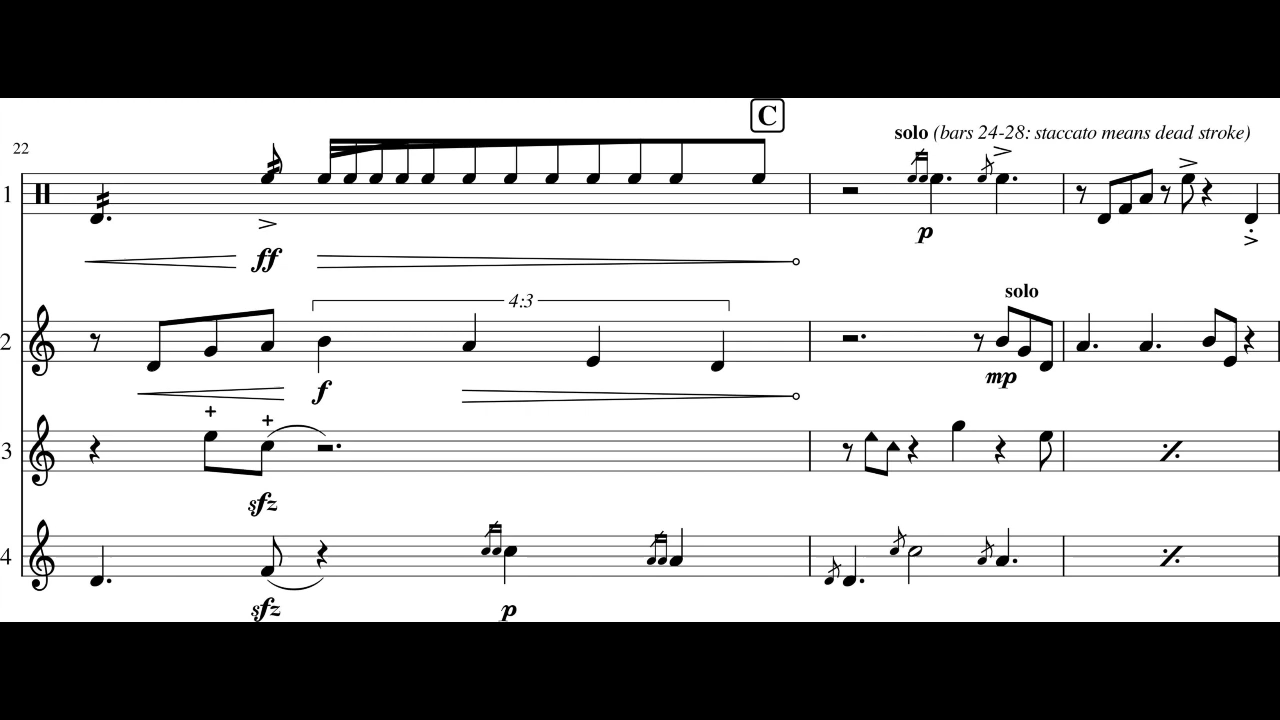 C
solo (bars 24-28: staccato means dead stroke)
22
1
p
ff
4:3
solo
2
mp
f
3
sfz
4
sfz
p